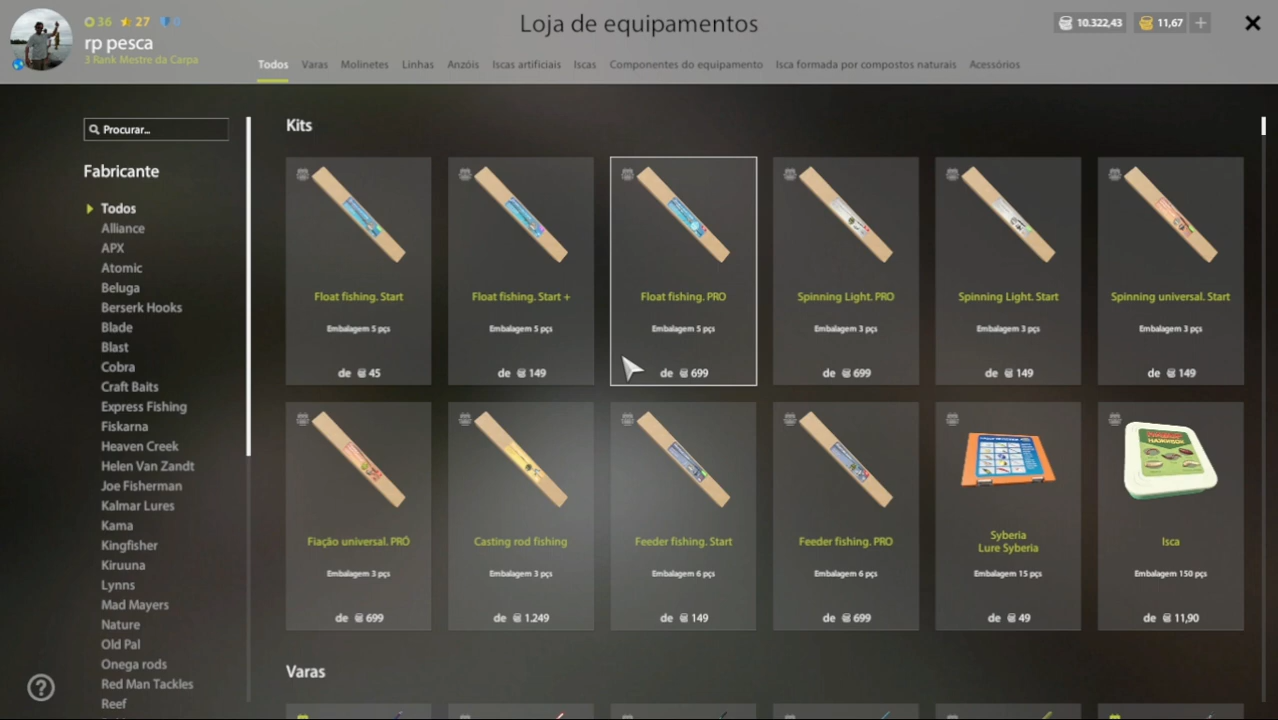 36 27
rp pesca
3 Rank Mestre da Carpa
Loja de equipamentos
10.322,43 11,67 +
Todos Varas Molinetes Linhas Anzóis Iscas artificiais Iscas Componentes do equipamento Isca formada por compostos naturais Acessórios
Procurar...
Fabricante
Todos
Alliance
APX
Atomic
Beluga
Berserk Hooks
Blade
Blast
Cobra
Craft Baits
Express Fishing
Fiskarna
Heaven Creek
Helen Van Zandt
Joe Fisherman
Kalmar Lures
Kama
Kingfisher
Kiruuna
Lynns
Mad Mayers
Nature
Old Pal
Onega rods
Red Man Tackles
Reef
?
Kits
Float fishing. Start
Embalagem 5 pçs
de 45
Float fishing. Start +
Embalagem 5 pçs
de 149
Float fishing. PRO
Embalagem 5 pçs
de 699
Spinning Light. PRO
Embalagem 3 pçs
de 699
Spinning Light. Start
Embalagem 3 pçs
de 149
Spinning universal. Start
Embalagem 3 pçs
de 149
Fiação universal. PRÓ
Embalagem 3 pçs
de 699
Casting rod fishing
Embalagem 3 pçs
de 1.249
Feeder fishing. Start
Embalagem 6 pçs
de 149
Feeder fishing. PRO
Embalagem 6 pçs
de 699
Syberia
Lure Syberia
Embalagem 15 pçs
de 49
Isca
Embalagem 150 pçs
de 11,90
Varas